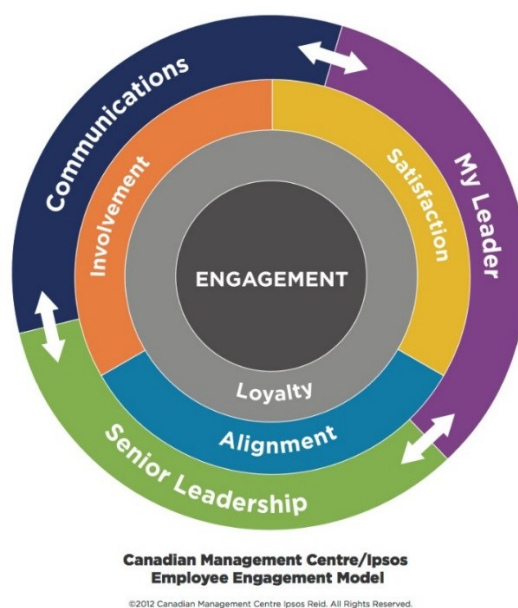 Communications
My Leader
Involvement
Satisfaction
ENGAGEMENT
Loyalty
Alignment
Senior Leadership
Canadian Management Centre/Ipsos
Employee Engagement Model
©2012 Canadian Management Centre Ipsos Reid. All Rights Reserved.